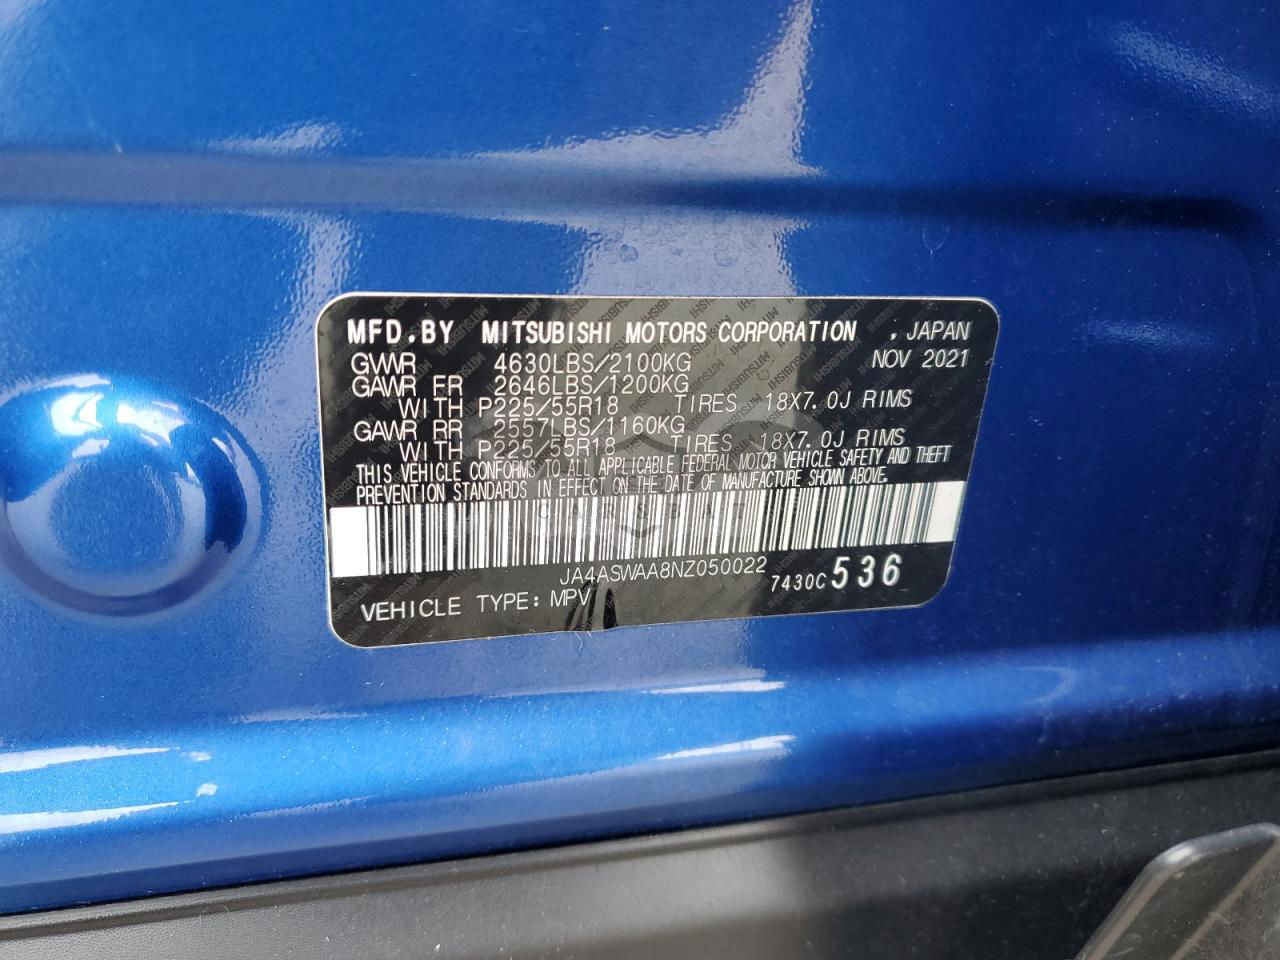 MFD.BY MITSUBISHI MOTORS CORPORATION , JAPAN
GVWR 4630LBS/2100KG NOV 2021
GAWR FR 2646LBS/1200KG
WITH P225/55R18 TIRES 18X7.0J RIMS
GAWR RR 2557LBS/1160KG
WITH P225/55R18 TIRES 18X7.0J RIMS
THIS VEHICLE CONFORMS TO ALL APPLICABLE FEDERAL MOTOR VEHICLE SAFETY AND THEFT
PREVENTION STANDARDS IN EFFECT ON THE DATE OF MANUFACTURE SHOWN ABOVE.
JA4ASWAA8NZ050022 7430C 536
VEHICLE TYPE: MPV